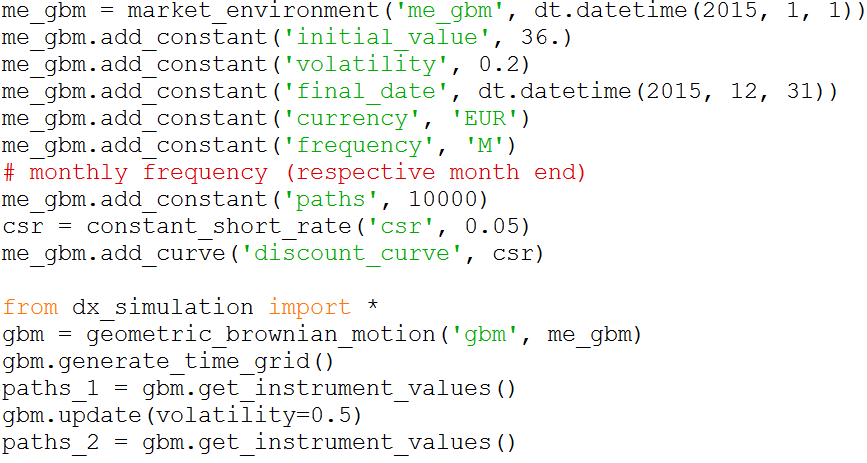 me_gbm = market_environment('me_gbm', dt.datetime(2015, 1, 1))
me_gbm.add_constant('initial_value', 36.)
me_gbm.add_constant('volatility', 0.2)
me_gbm.add_constant('final_date', dt.datetime(2015, 12, 31))
me_gbm.add_constant('currency', 'EUR')
me_gbm.add_constant('frequency', 'M')
# monthly frequency (respective month end)
me_gbm.add_constant('paths', 10000)
csr = constant_short_rate('csr', 0.05)
me_gbm.add_curve('discount_curve', csr)
from dx_simulation import *
gbm = geometric_brownian_motion('gbm', me_gbm)
gbm.generate_time_grid()
paths_1 = gbm.get_instrument_values()
gbm.update(volatility=0.5)
paths_2 = gbm.get_instrument_values()